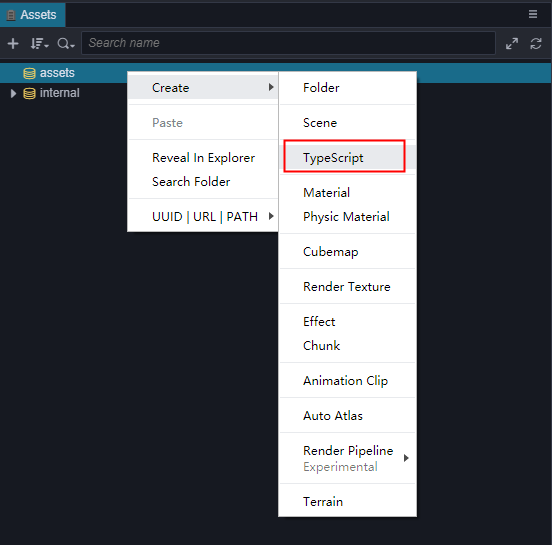 Assets
Search name
assets
internal
Create
Paste
Reveal In Explorer
Search Folder
UUID | URL | PATH
Folder
Scene
TypeScript
Material
Physic Material
Cubemap
Render Texture
Effect
Chunk
Animation Clip
Auto Atlas
Render Pipeline
Experimental
Terrain